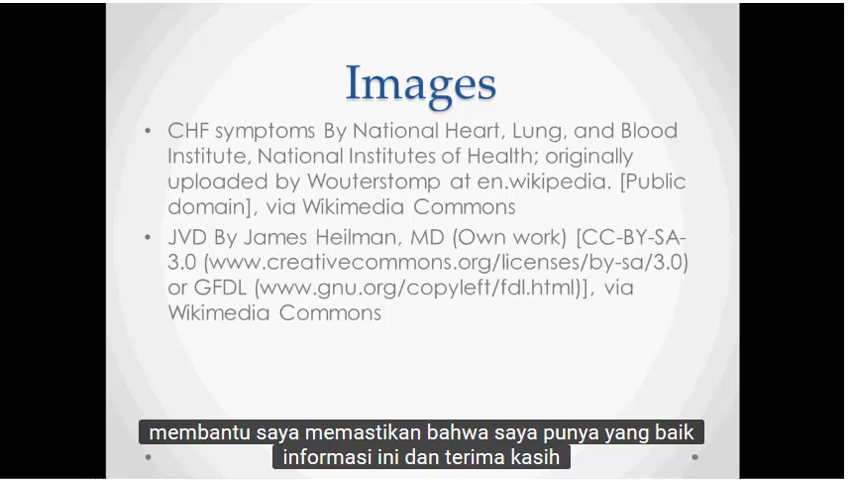 Images
• CHF symptoms By National Heart, Lung, and Blood
Institute, National Institutes of Health; originally
uploaded by Wouterstomp at en.wikipedia. [Public
domain], via Wikimedia Commons
• JVD By James Heilman, MD (Own work) [CC-BY-SA-
3.0 (www.creativecommons.org/licenses/by-sa/3.0)
or GFDL (www.gnu.org/copyleft/fdl.html)], via
Wikimedia Commons
membantu saya memastikan bahwa saya punya yang baik
informasi ini dan terima kasih